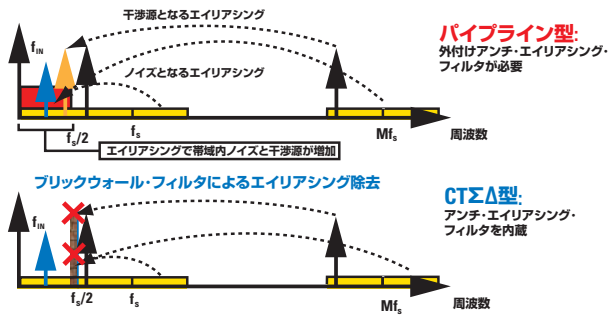 干渉源となるエイリアシング
パイプライン型:
外付けアンチ・エイリアシング・
フィルタが必要
fIN
ノイズとなるエイリアシング
fs/2
fs
Mfs
周波数
エイリアシングで帯域内ノイズと干渉源が増加
ブリックウォール・フィルタによるエイリアシング除去
CTΣΔ型:
アンチ・エイリアシング・
フィルタを内蔵
fIN
fs/2
fs
Mfs
周波数